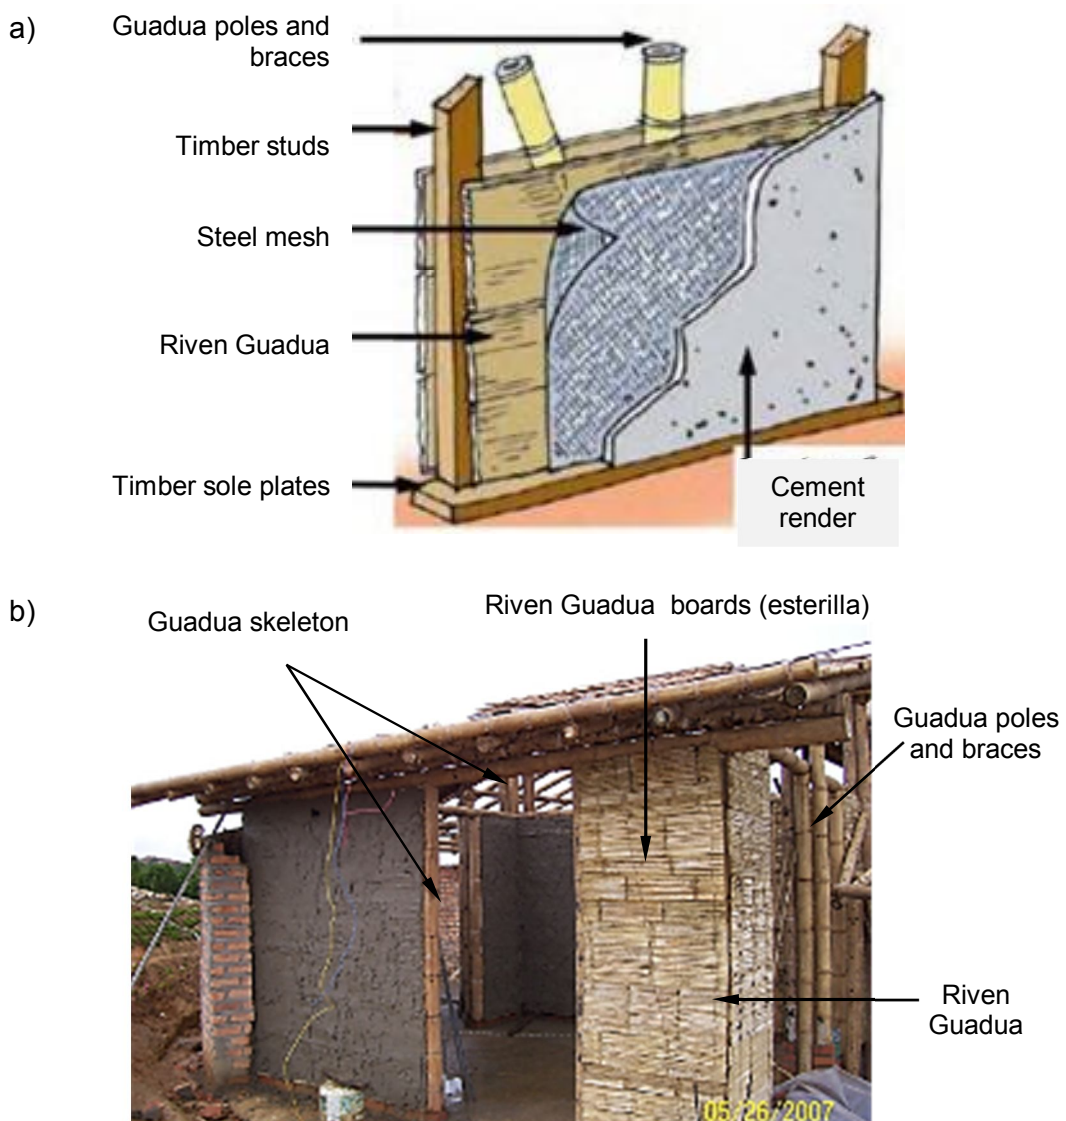 a)
Guadua poles
and braces
Timber studs
Steel mesh
Riven Guadua
Timber sole plates
Cement
render
b)
Guadua skeleton
Riven Guadua boards (esterilla)
Guadua poles
and braces
Riven
Guadua
05/26/2007